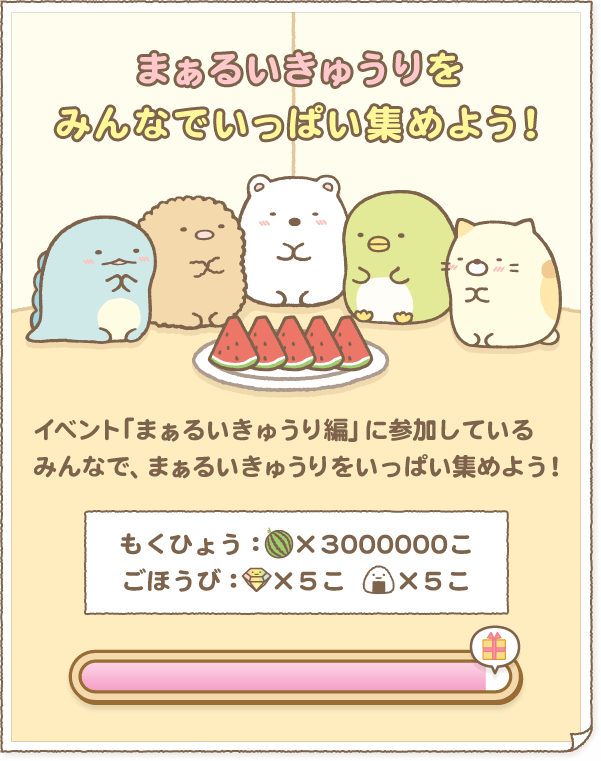 まぁるいきゅうりを
みんなでいっぱい集めよう!
イベント「まぁるいきゅうり編」に参加している
みんなで、まぁるいきゅうりをいっぱい集めよう!
もくひょう:×3000000こ
ごほうび:×5こ ×5こ